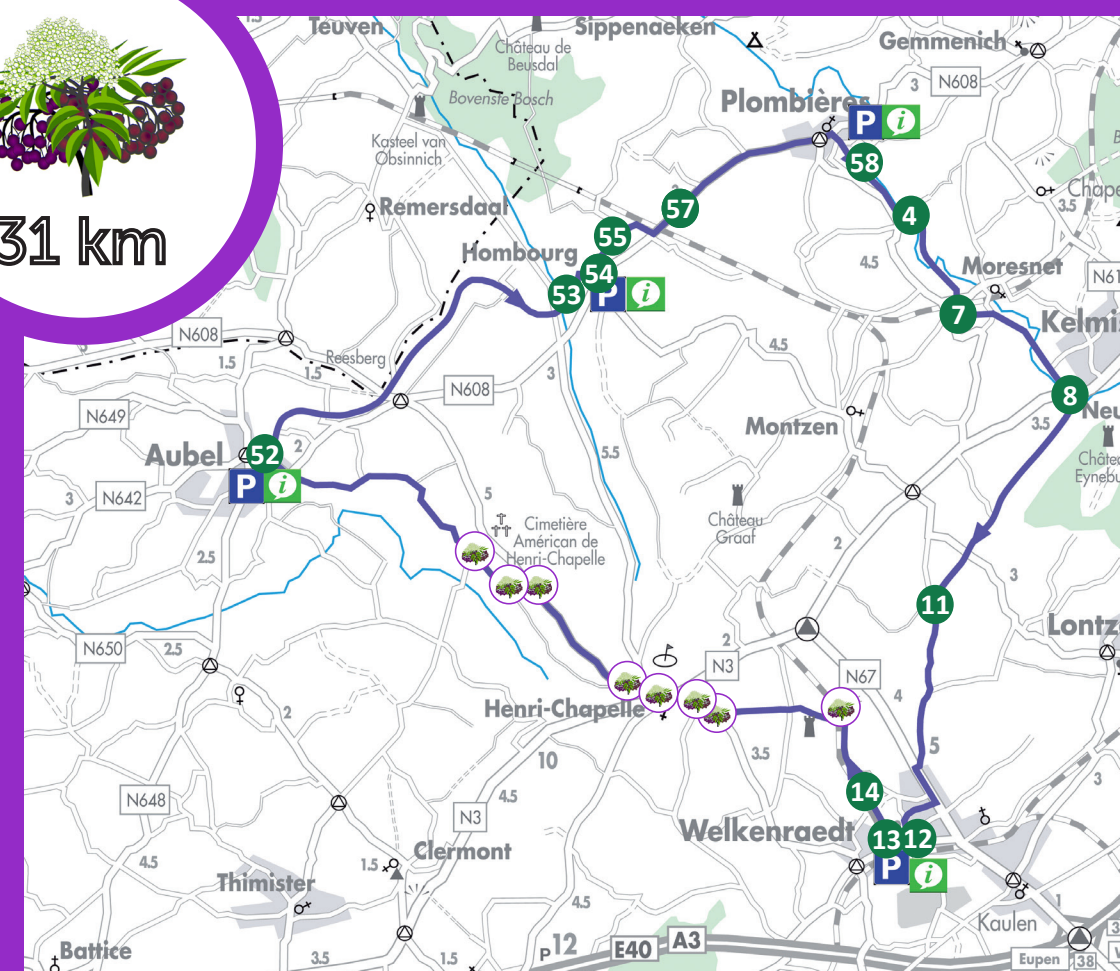 31 km
Teuven
Sippenaeken
Château de
Beusdal
Gemmenich
3
N608
Bovenste Bosch
Plombières
P i
Kasteel van
Obsinnich
58
Remersdaal
57
4
3.5
55
Hombourg
54
4.5
Moresnet
53
P i
7
N608
1.5
Reesberg
1.5
4.5
3
N608
8
N649
3.5
Montzen
Aubel
52
2
P i
5.5
3
N642
5
Cimetière
Américan de
Henri-Chapelle
Château
Graaf
2.5
2
3
11
N650
2.5
2
N3
N67
4
Henri-Chapelle
2
5
10
3.5
3
N648
4.5
14
N3
Welkenraedt
13 12
P i
Clermont
4.5
1.5
Thimister
4.5
Kaulen
1
Battice
3.5
1.5
P 12
E40
A3
Eupen
38